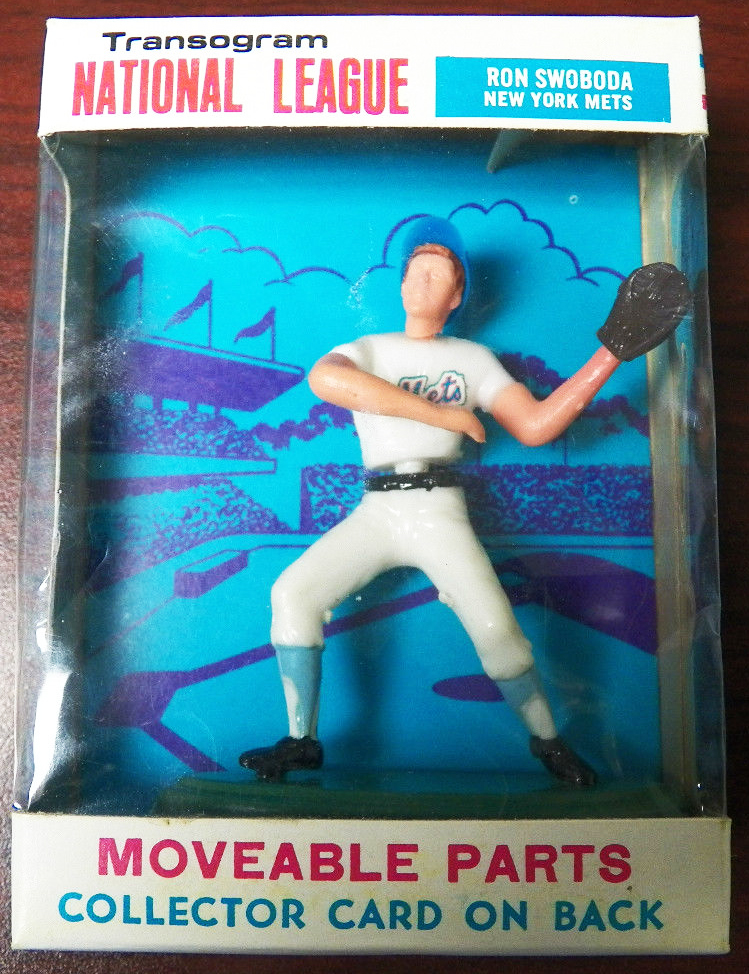 Transogram
NATIONAL LEAGUE
RON SWOBODA
NEW YORK METS
Mets
MOVEABLE PARTS
COLLECTOR CARD ON BACK